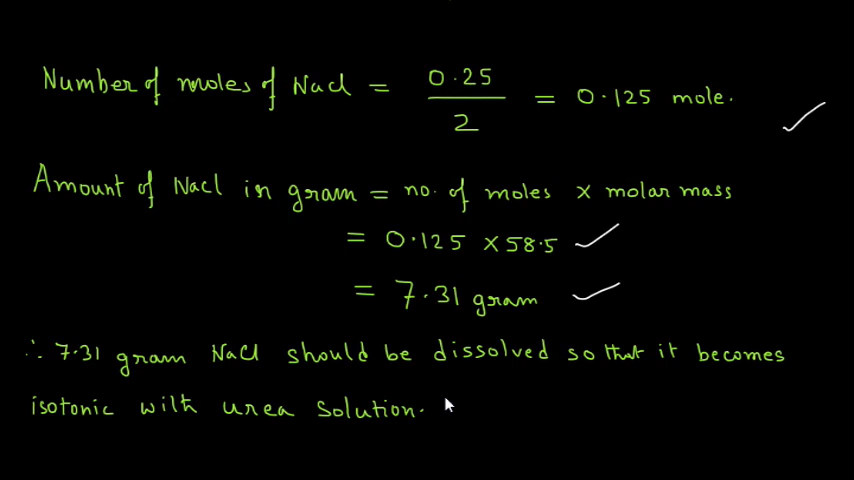 Number of moles of NaCl = 0.25 / 2 = 0.125 mole.
Amount of NaCl in gram = no. of moles × molar mass
= 0.125 × 58.5
= 7.31 gram
∴ 7.31 gram NaCl should be dissolved so that it becomes
isotonic with urea solution.